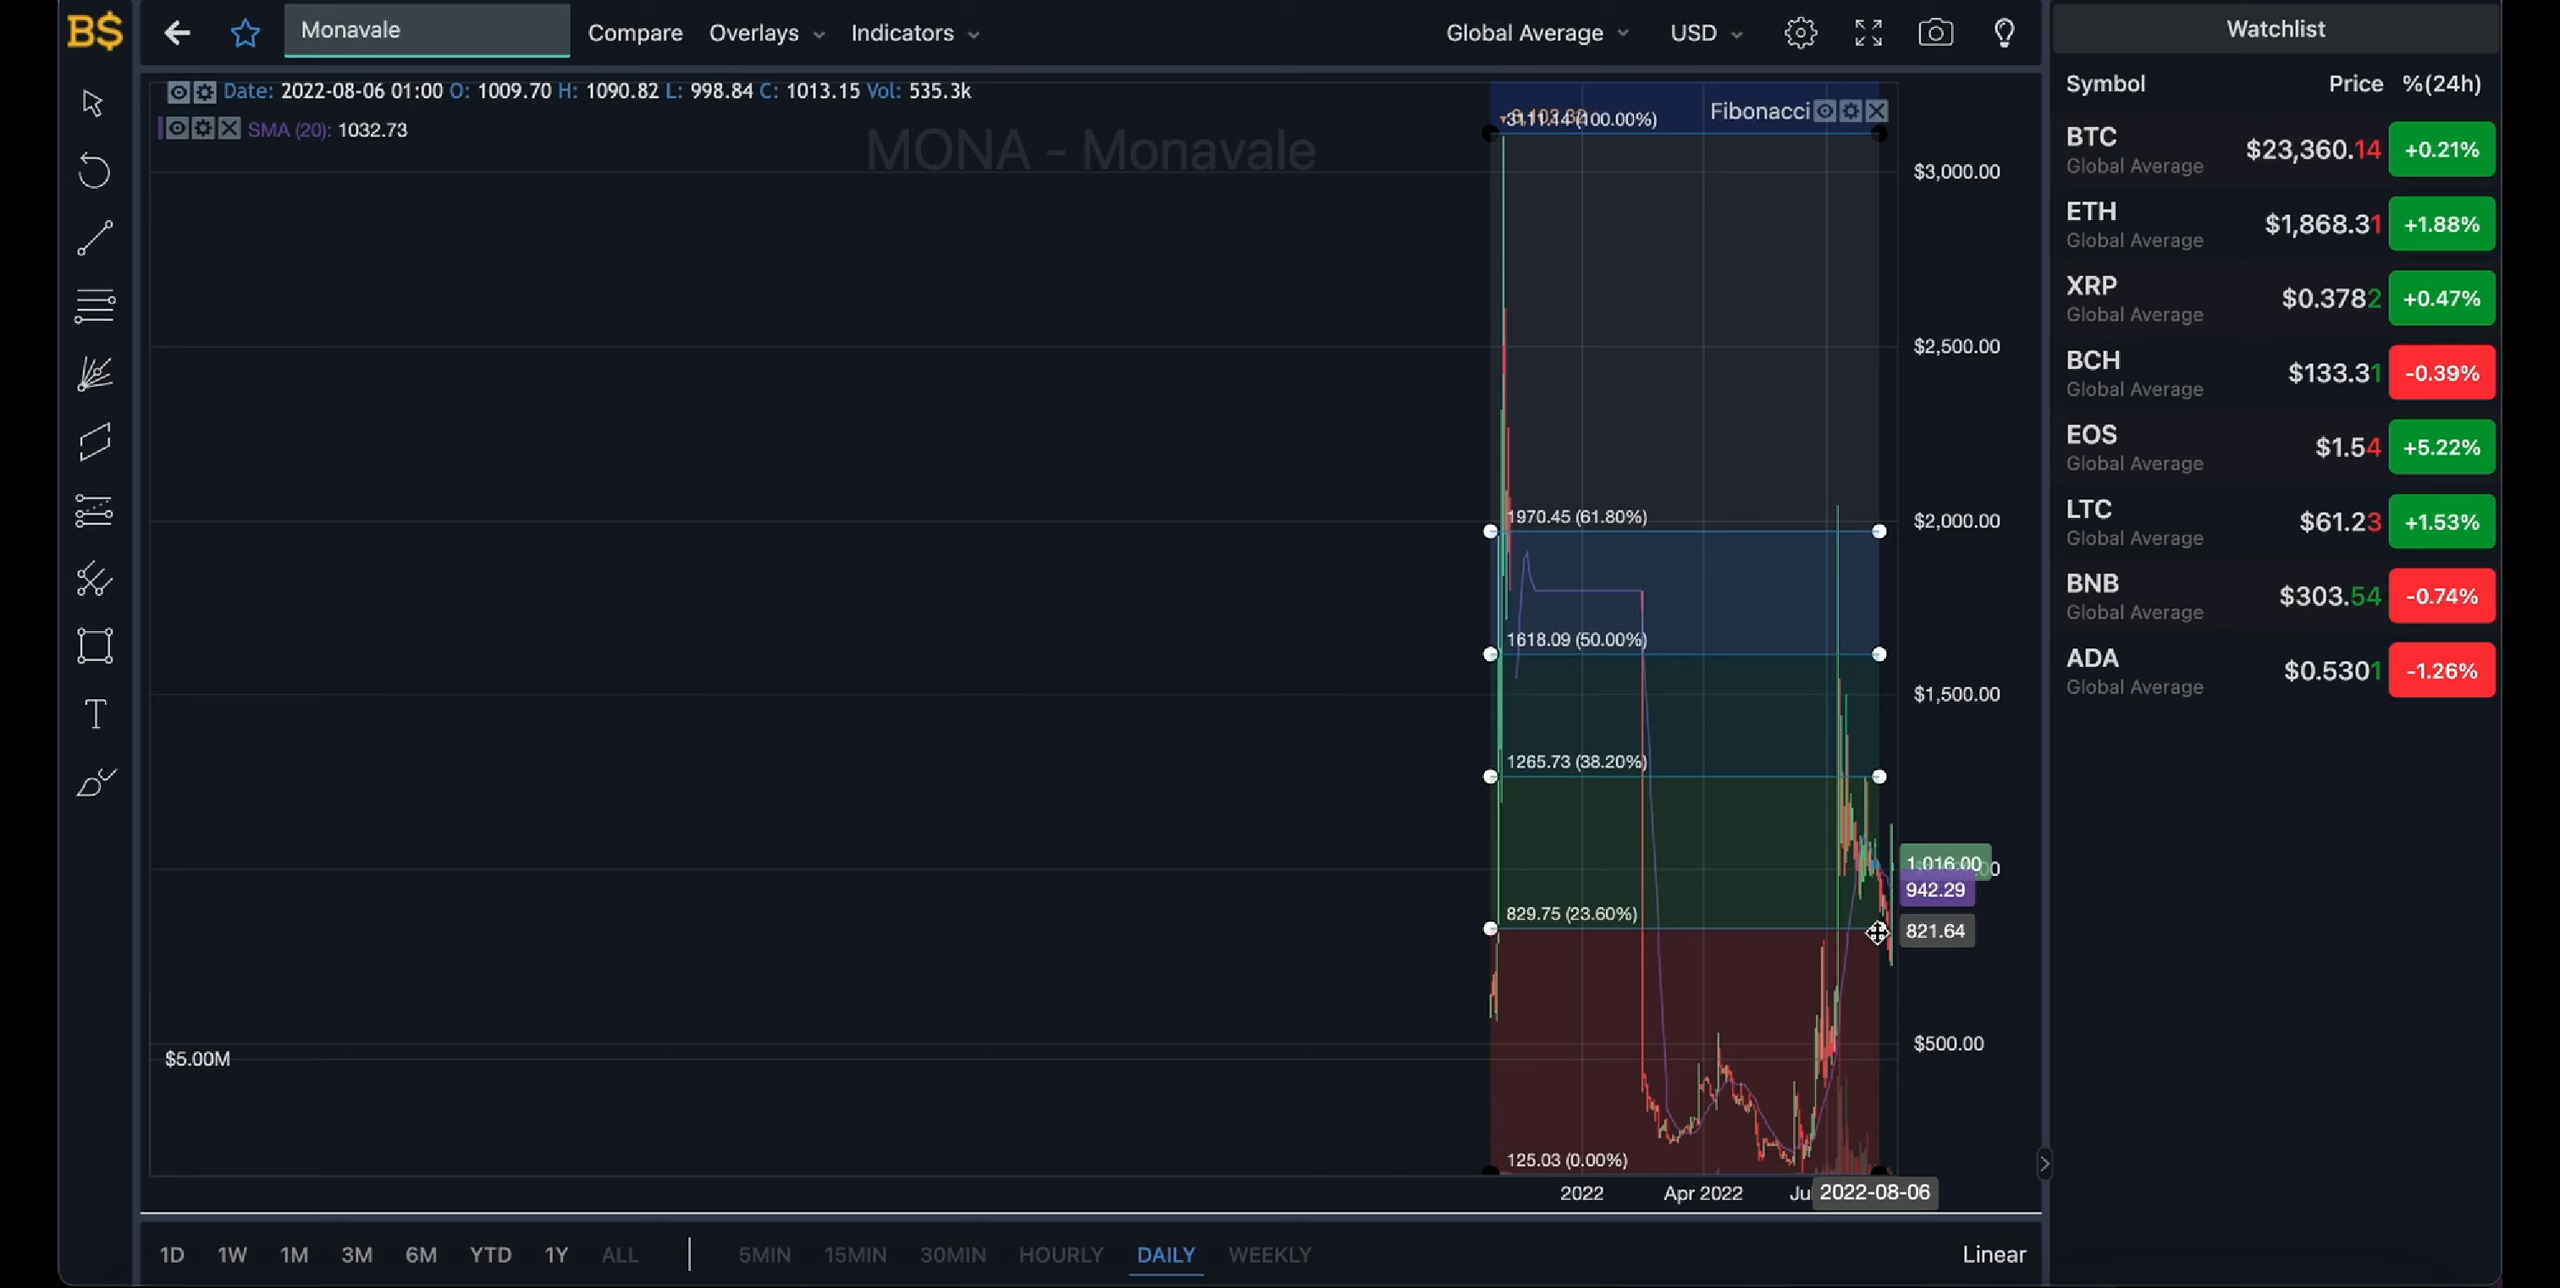 B$
Monavale
Compare Overlays Indicators
Global Average USD
Date: 2022-08-06 01:00 O: 1009.70 H: 1090.82 L: 998.84 C: 1013.15 Vol: 535.3k
SMA (20): 1032.73
MONA - Monavale
Fibonacci
3111.14 (100.00%)
1970.45 (61.80%)
1618.09 (50.00%)
1265.73 (38.20%)
829.75 (23.60%)
125.03 (0.00%)
$3,000.00
$2,500.00
$2,000.00
$1,500.00
1,016.00
942.29
821.64
$500.00
$5.00M
2022 Apr 2022 Ju 2022-08-06
1D 1W 1M 3M 6M YTD 1Y ALL
5MIN 15MIN 30MIN HOURLY DAILY WEEKLY
Linear
Watchlist
Symbol Price %(24h)
BTC $23,360.14 +0.21%
Global Average
ETH $1,868.31 +1.88%
Global Average
XRP $0.3782 +0.47%
Global Average
BCH $133.31 -0.39%
Global Average
EOS $1.54 +5.22%
Global Average
LTC $61.23 +1.53%
Global Average
BNB $303.54 -0.74%
Global Average
ADA $0.5301 -1.26%
Global Average